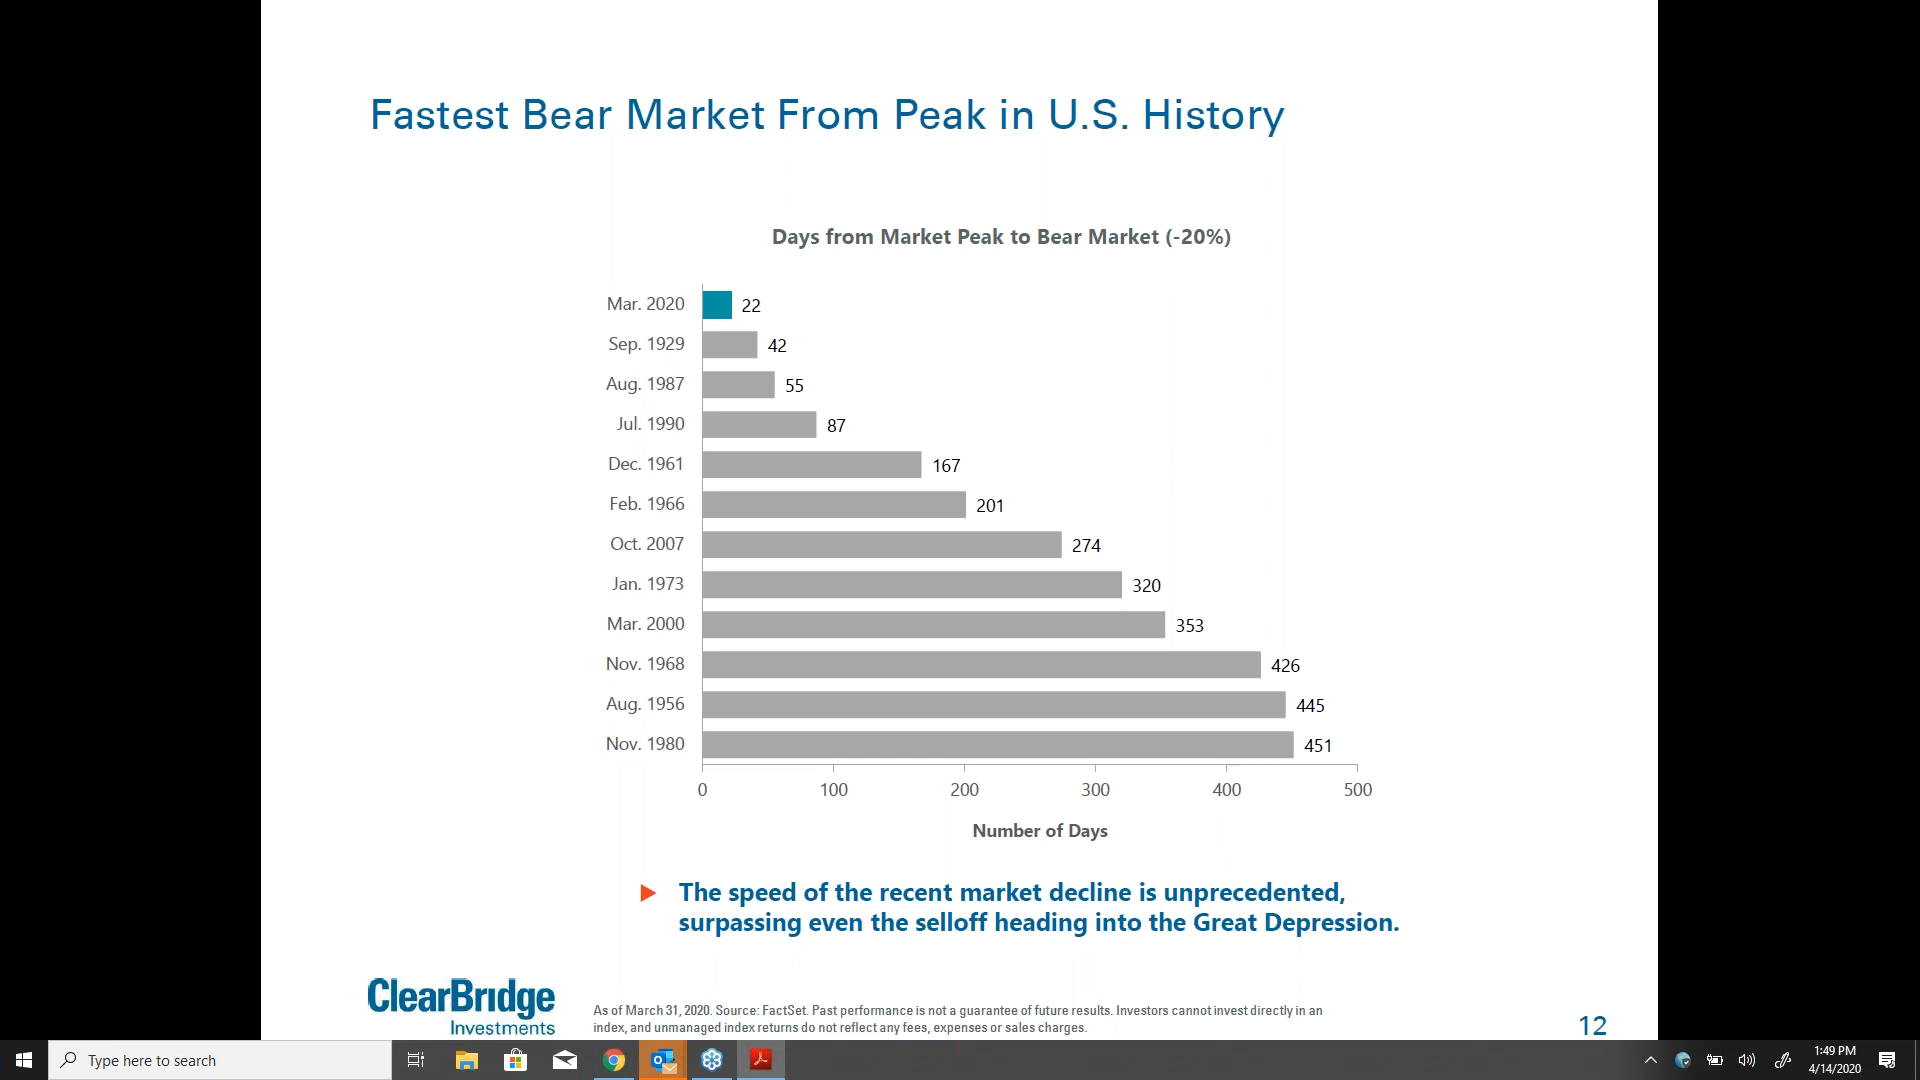 Fastest Bear Market From Peak in U.S. History
Days from Market Peak to Bear Market (-20%)
Mar. 2020 22
Sep. 1929 42
Aug. 1987 55
Jul. 1990 87
Dec. 1961 167
Feb. 1966 201
Oct. 2007 274
Jan. 1973 320
Mar. 2000 353
Nov. 1968 426
Aug. 1956 445
Nov. 1980 451
0 100 200 300 400 500
Number of Days
The speed of the recent market decline is unprecedented,
surpassing even the selloff heading into the Great Depression.
ClearBridge
Investments
As of March 31, 2020. Source: FactSet. Past performance is not a guarantee of future results. Investors cannot invest directly in an
index, and unmanaged index returns do not reflect any fees, expenses or sales charges.
12
Type here to search
1:49 PM
4/14/2020